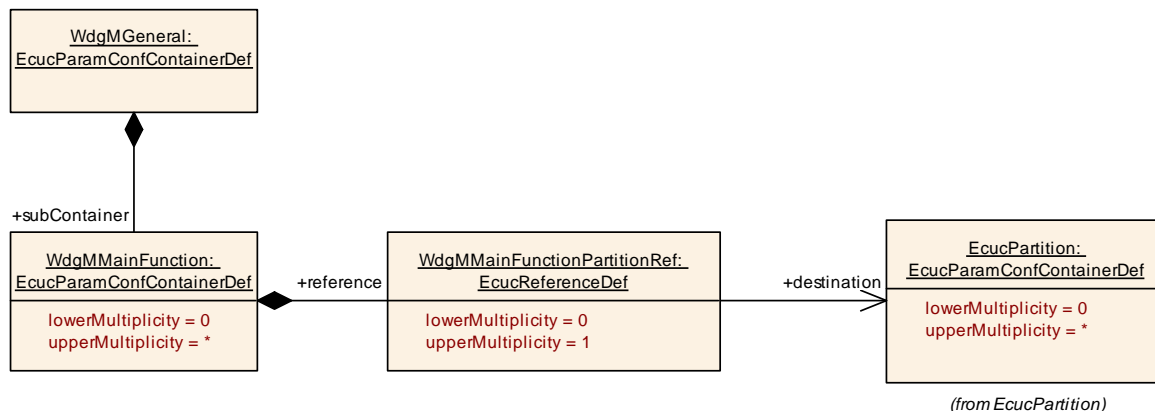 WdgMGeneral:
EcucParamConfContainerDef
+subContainer
WdgMMainFunction:
EcucParamConfContainerDef
lowerMultiplicity = 0
upperMultiplicity = *
+reference
WdgMMainFunctionPartitionRef:
EcucReferenceDef
lowerMultiplicity = 0
upperMultiplicity = 1
+destination
EcucPartition:
EcucParamConfContainerDef
lowerMultiplicity = 0
upperMultiplicity = *
(from EcucPartition)